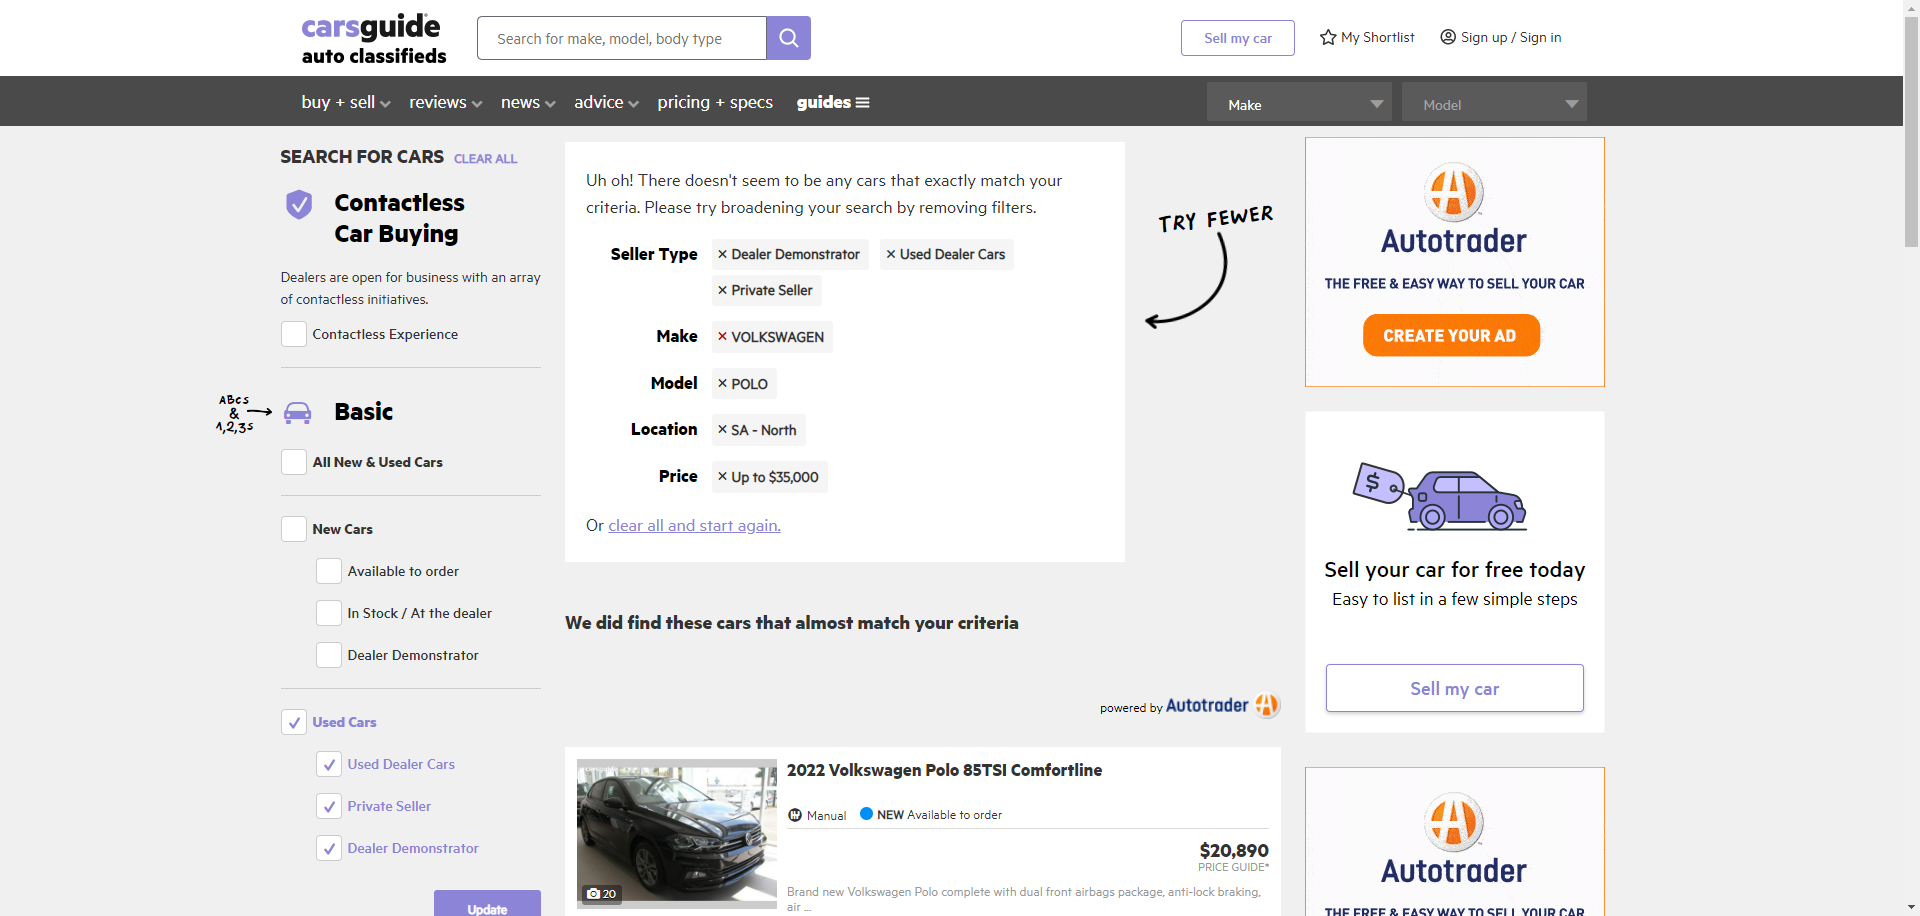 carsguide
auto classifieds
Search for make, model, body type
Sell my car
My Shortlist
Sign up / Sign in
buy + sell
reviews
news
advice
pricing + specs
guides
Make
Model
SEARCH FOR CARS CLEAR ALL
Contactless
Car Buying
Dealers are open for business with an array
of contactless initiatives.
Contactless Experience
ABCs
&
1,2,3s
Basic
All New & Used Cars
New Cars
Available to order
In Stock / At the dealer
Dealer Demonstrator
Used Cars
Used Dealer Cars
Private Seller
Dealer Demonstrator
Update
Uh oh! There doesn't seem to be any cars that exactly match your
criteria. Please try broadening your search by removing filters.
Seller Type × Dealer Demonstrator × Used Dealer Cars
× Private Seller
Make × VOLKSWAGEN
Model × POLO
Location × SA - North
Price × Up to $35,000
Or clear all and start again.
TRY FEWER
We did find these cars that almost match your criteria
powered by Autotrader
2022 Volkswagen Polo 85TSI Comfortline
Manual NEW Available to order
$20,890
PRICE GUIDE*
Brand new Volkswagen Polo complete with dual front airbags package, anti-lock braking,
air ...
20
Autotrader
THE FREE & EASY WAY TO SELL YOUR CAR
CREATE YOUR AD
$
Sell your car for free today
Easy to list in a few simple steps
Sell my car
Autotrader
THE FREE & EASY WAY TO SELL YOUR CAR